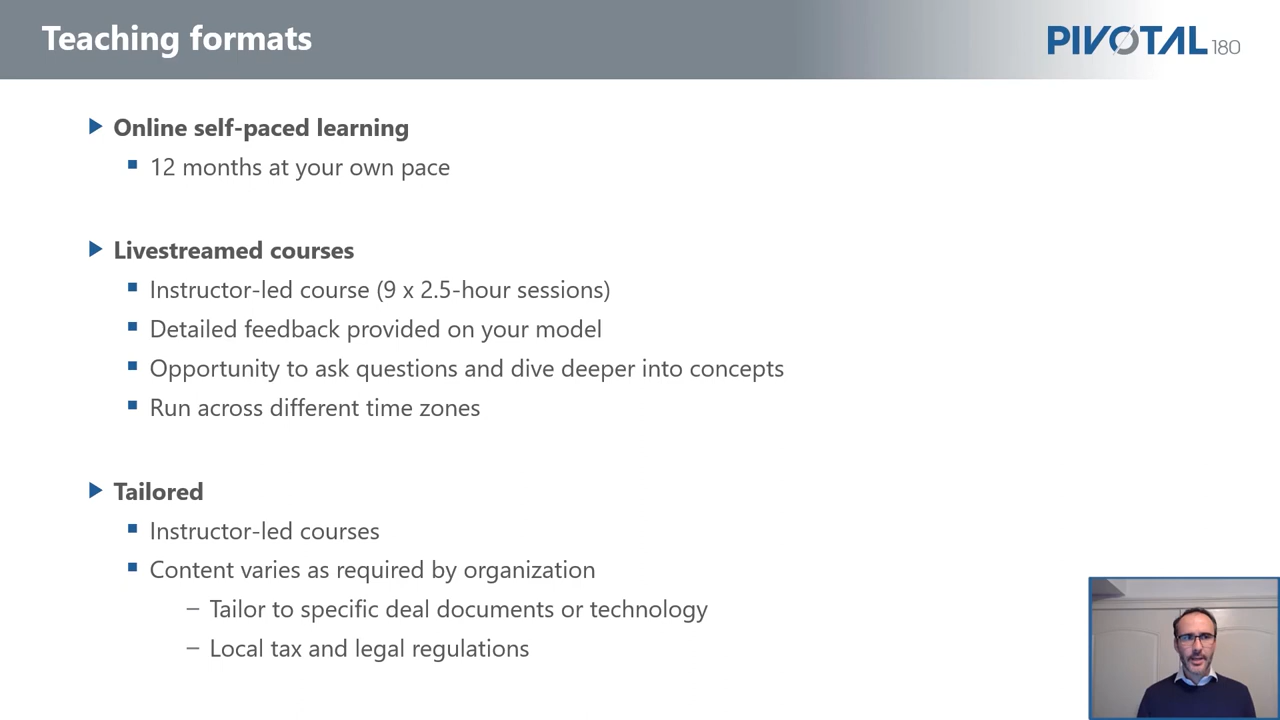 Teaching formats
PIVOTAL 180
Online self-paced learning
12 months at your own pace
Livestreamed courses
Instructor-led course (9 x 2.5-hour sessions)
Detailed feedback provided on your model
Opportunity to ask questions and dive deeper into concepts
Run across different time zones
Tailored
Instructor-led courses
Content varies as required by organization
– Tailor to specific deal documents or technology
– Local tax and legal regulations